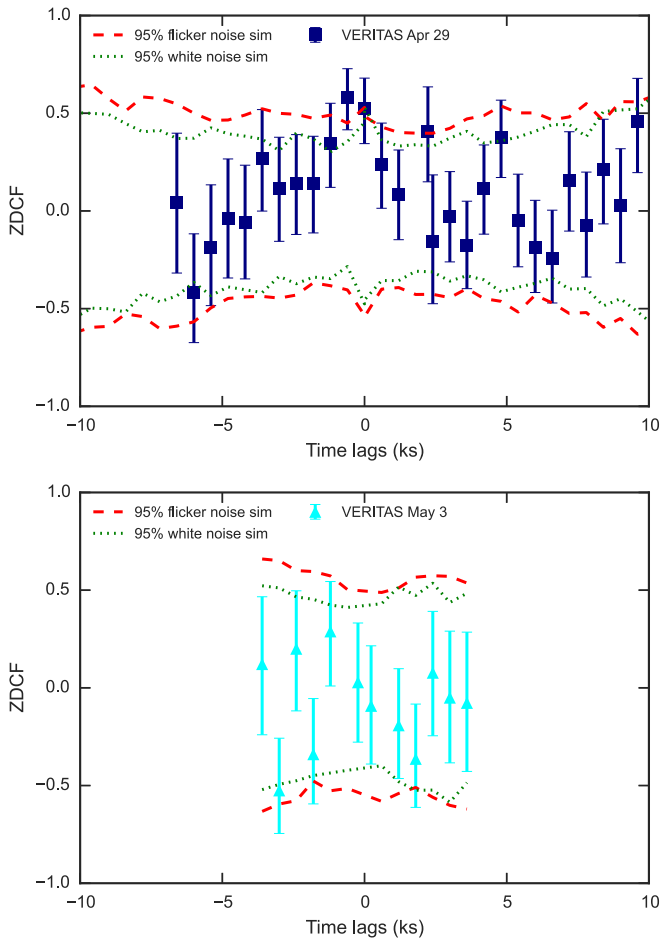 1.0
95% flicker noise sim
VERITAS Apr 29
95% white noise sim
0.5
ZDCF
0.0
−0.5
−1.0
−10
−5
0
5
10
Time lags (ks)
1.0
95% flicker noise sim
VERITAS May 3
95% white noise sim
0.5
ZDCF
0.0
−0.5
−1.0
−10
−5
0
5
10
Time lags (ks)